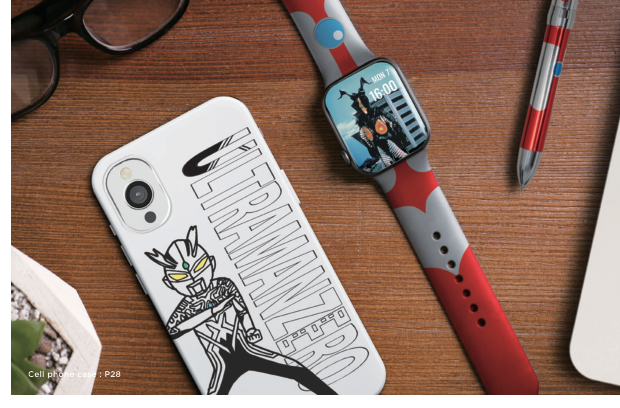 MON 7
16:00
ULTRAMANZERO
Cell phone case : P28